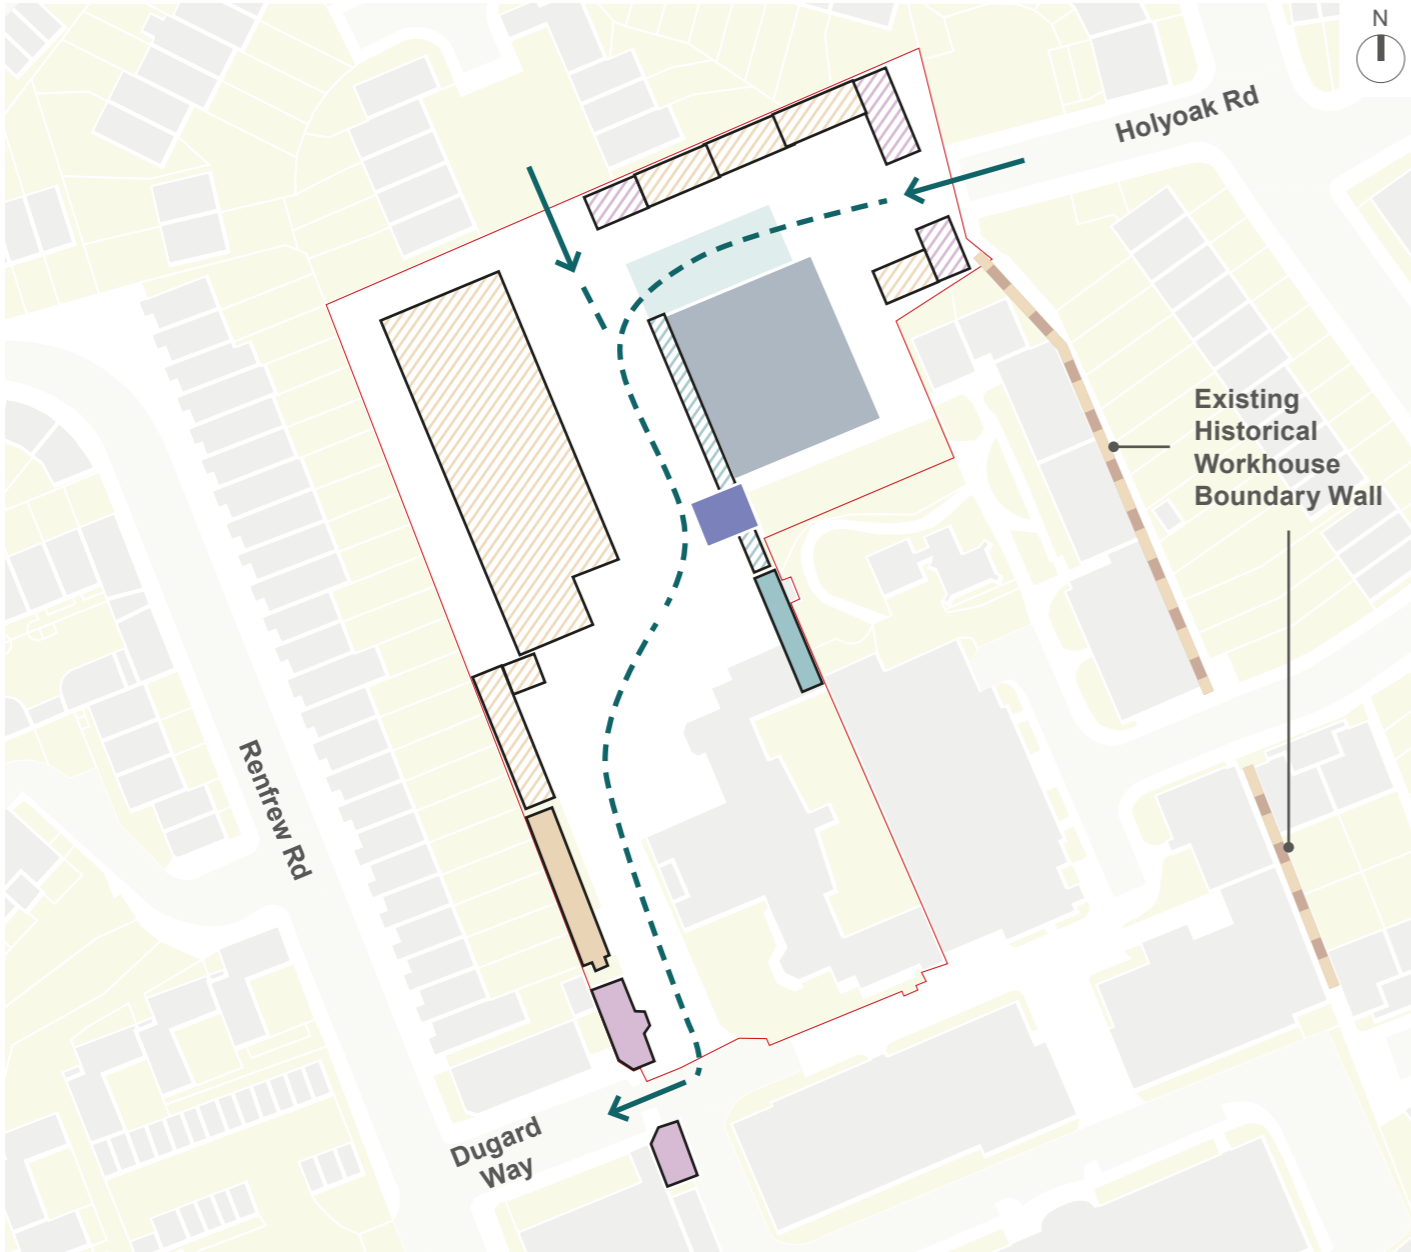 N
Holyoak Rd
Existing
Historical
Workhouse
Boundary Wall
Renfrew Rd
Dugard
Way